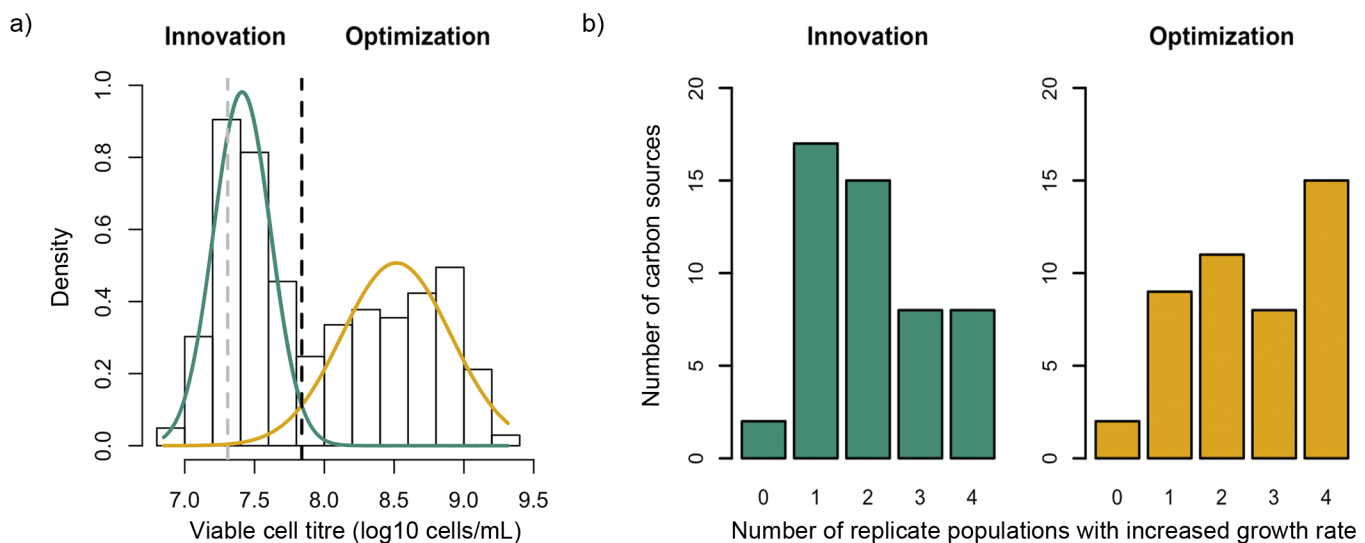 a)
Innovation Optimization
1.0
0.8
0.6
0.4
0.2
0.0
Density
7.0 7.5 8.0 8.5 9.0 9.5
Viable cell titre (log10 cells/mL)
b)
Innovation
Optimization
20
15
10
5
0
Number of carbon sources
0 1 2 3 4
20
15
10
5
0
0 1 2 3 4
Number of replicate populations with increased growth rate